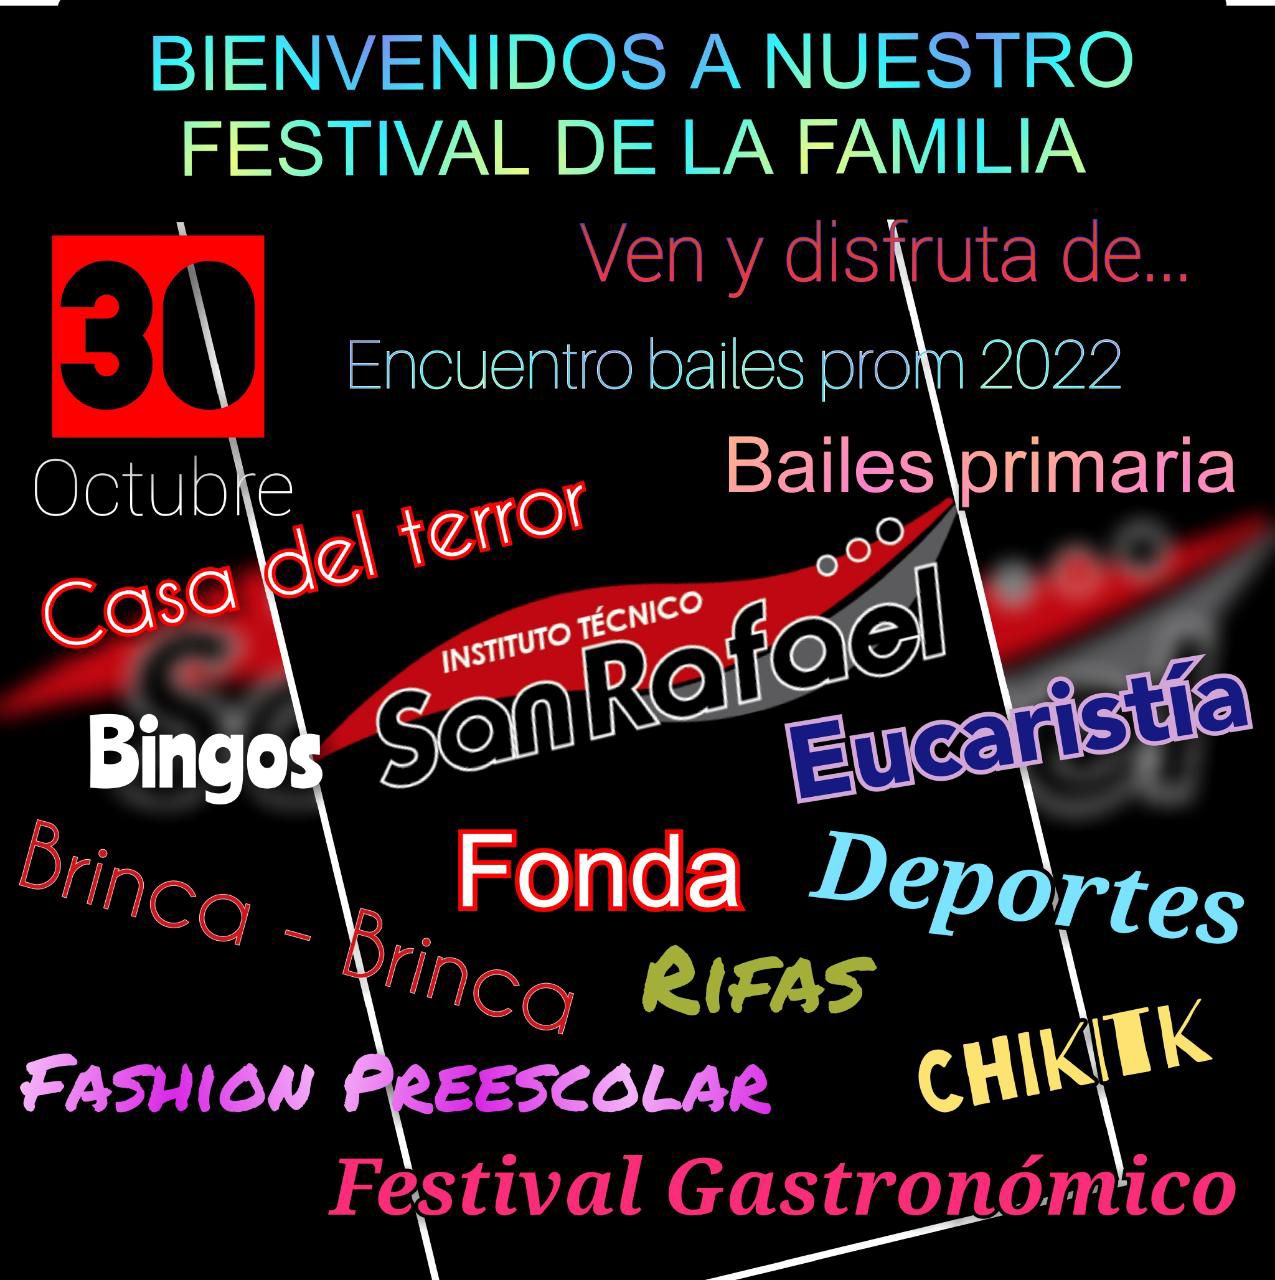 BIENVENIDOS A NUESTRO
FESTIVAL DE LA FAMILIA
30
Octubre
Ven y disfruta de...
Encuentro bailes prom 2022
Bailes primaria
Casa del terror
INSTITUTO TÉCNICO
San Rafael
Bingos
Eucaristía
Brinca - Brinca
Fonda
Deportes
RIFAS
FASHION PREESCOLAR
CHIKITK
Festival Gastronómico